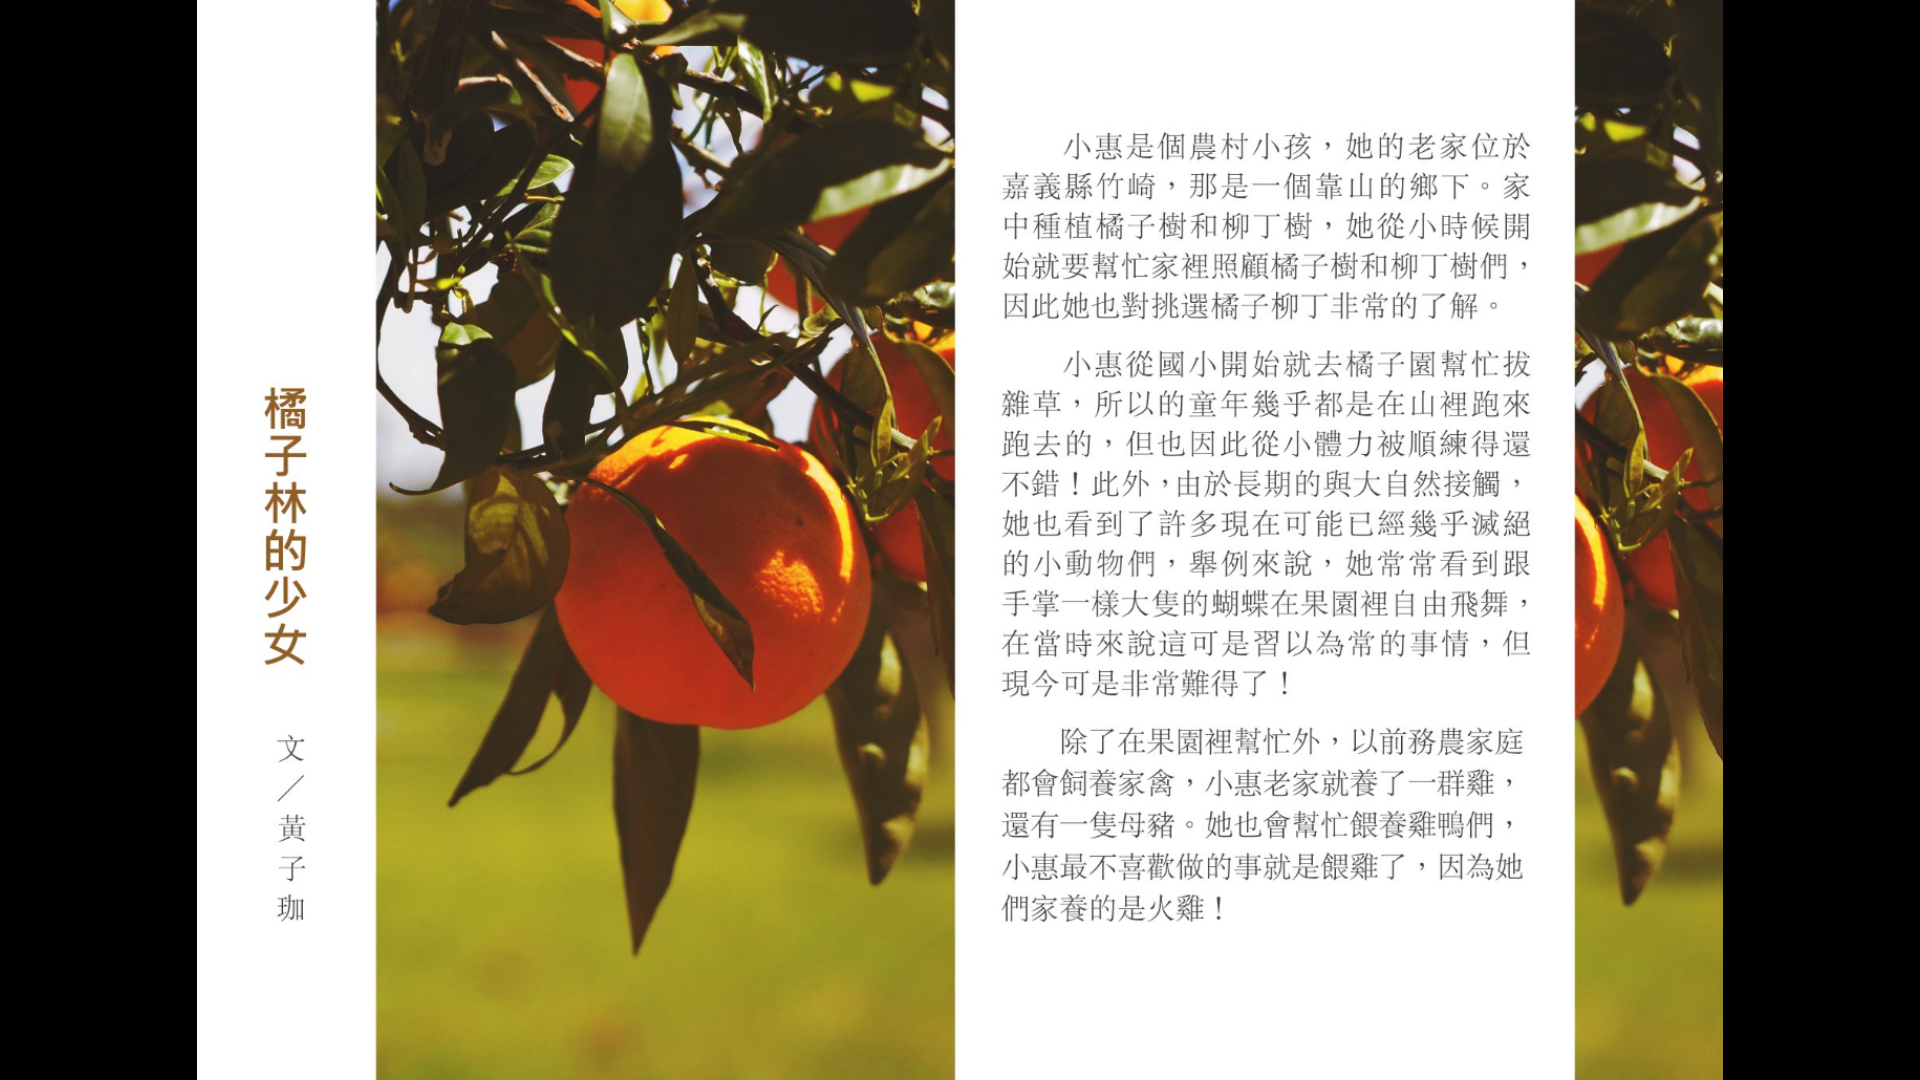 橘子林的少女
文／黃子珈
小惠是個農村小孩，她的老家位於
嘉義縣竹崎，那是一個靠山的鄉下。家
中種植橘子樹和柳丁樹，她從小時候開
始就要幫忙家裡照顧橘子樹和柳丁樹們，
因此她也對挑選橘子柳丁非常的了解。
小惠從國小開始就去橘子園幫忙拔
雜草，所以的童年幾乎都是在山裡跑來
跑去的，但也因此從小體力被順練得還
不錯！此外，由於長期的與大自然接觸，
她也看到了許多現在可能已經幾乎滅絕
的小動物們，舉例來說，她常常看到跟
手掌一樣大隻的蝴蝶在果園裡自由飛舞，
在當時來說這可是習以為常的事情，但
現今可是非常難得了！
除了在果園裡幫忙外，以前務農家庭
都會飼養家禽，小惠老家就養了一群雞，
還有一隻母豬。她也會幫忙餵養雞鴨們，
小惠最不喜歡做的事就是餵雞了，因為她
們家養的是火雞！